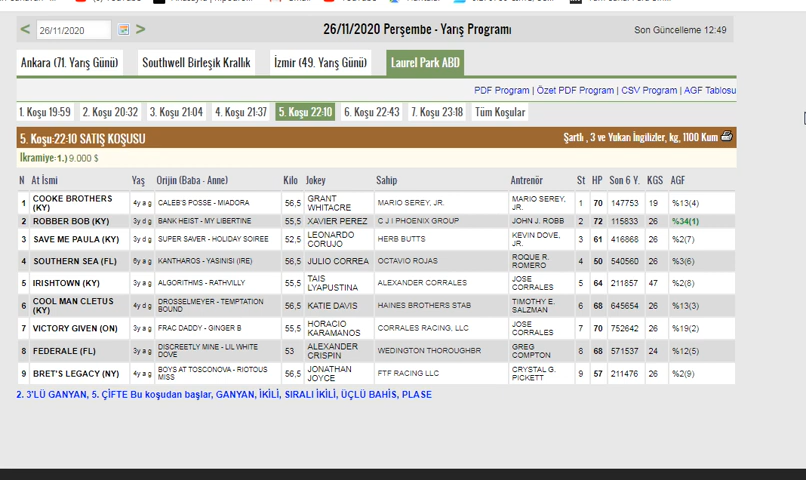 26/11/2020
26/11/2020 Perşembe - Yarış Programı
Son Güncelleme 12:49
Ankara (71. Yarış Günü) Southwell Birleşik Krallık İzmir (49. Yarış Günü) Laurel Park ABD
PDF Program | Özet PDF Program | CSV Program | AGF Tablosu
1. Koşu 19:59 2. Koşu 20:32 3. Koşu 21:04 4. Koşu 21:37 5. Koşu 22:10 6. Koşu 22:43 7. Koşu 23:18 Tüm Koşular
5. Koşu:22:10 SATIŞ KOŞUSU
Şartlı , 3 ve Yukarı İngilizler, kg, 1100 Kum
İkramiye:1.) 9.000 $
N At İsmi Yaş Orijin (Baba - Anne) Kilo Jokey Sahip Antrenör St HP Son 6 Y. KGS AGF
1 COOKE BROTHERS (KY) 4y a g CALEB'S POSSE - MIADORA 56,5 GRANT WHITACRE MARIO SEREY, JR. MARIO SEREY, JR. 1 70 147753 19 %13(4)
2 ROBBER BOB (KY) 3y d g BANK HEIST - MY LIBERTINE 55,5 XAVIER PEREZ C J I PHOENIX GROUP JOHN J. ROBB 2 72 115833 26 %34(1)
3 SAVE ME PAULA (KY) 3y d g SUPER SAVER - HOLIDAY SOIREE 52,5 LEONARDO CORUJO HERB BUTTS KEVIN DOVE, JR. 3 61 416866 26 %2(7)
4 SOUTHERN SEA (FL) 6y a g KANTHAROS - YASINISI (IRE) 56,5 JULIO CORREA OCTAVIO ROJAS ROQUE R. ROMERO 4 50 540560 26 %3(6)
5 IRISHTOWN (KY) 3y a g ALGORITHMS - RATHVILLY 55,5 TAIS LYAPUSTINA ALEXANDER CORRALES JOSE CORRALES 5 64 211857 47 %2(8)
6 COOL MAN CLETUS (KY) 4y d g DROSSELMEYER - TEMPTATION BOUND 56,5 KATIE DAVIS HAINES BROTHERS STAB TIMOTHY E. SALZMAN 6 68 645654 26 %13(3)
7 VICTORY GIVEN (ON) 3y a g FRAC DADDY - GINGER B 55,5 HORACIO KARAMANOS CORRALES RACING, LLC JOSE CORRALES 7 70 752642 26 %19(2)
8 FEDERALE (FL) 3y a g DISCREETLY MINE - LIL WHITE DOVE 53 ALEXANDER CRISPIN WEDINGTON THOROUGHBR GREG COMPTON 8 68 571537 24 %12(5)
9 BRET'S LEGACY (NY) 4y a g BOYS AT TOSCONOVA - RIOTOUS MISS 56,5 JONATHAN JOYCE FTF RACING LLC CRYSTAL G. PICKETT 9 57 211476 26 %2(9)
2. 3'LÜ GANYAN, 5. ÇİFTE Bu koşudan başlar, GANYAN, İKİLİ, SIRALI İKİLİ, ÜÇLÜ BAHİS, PLASE